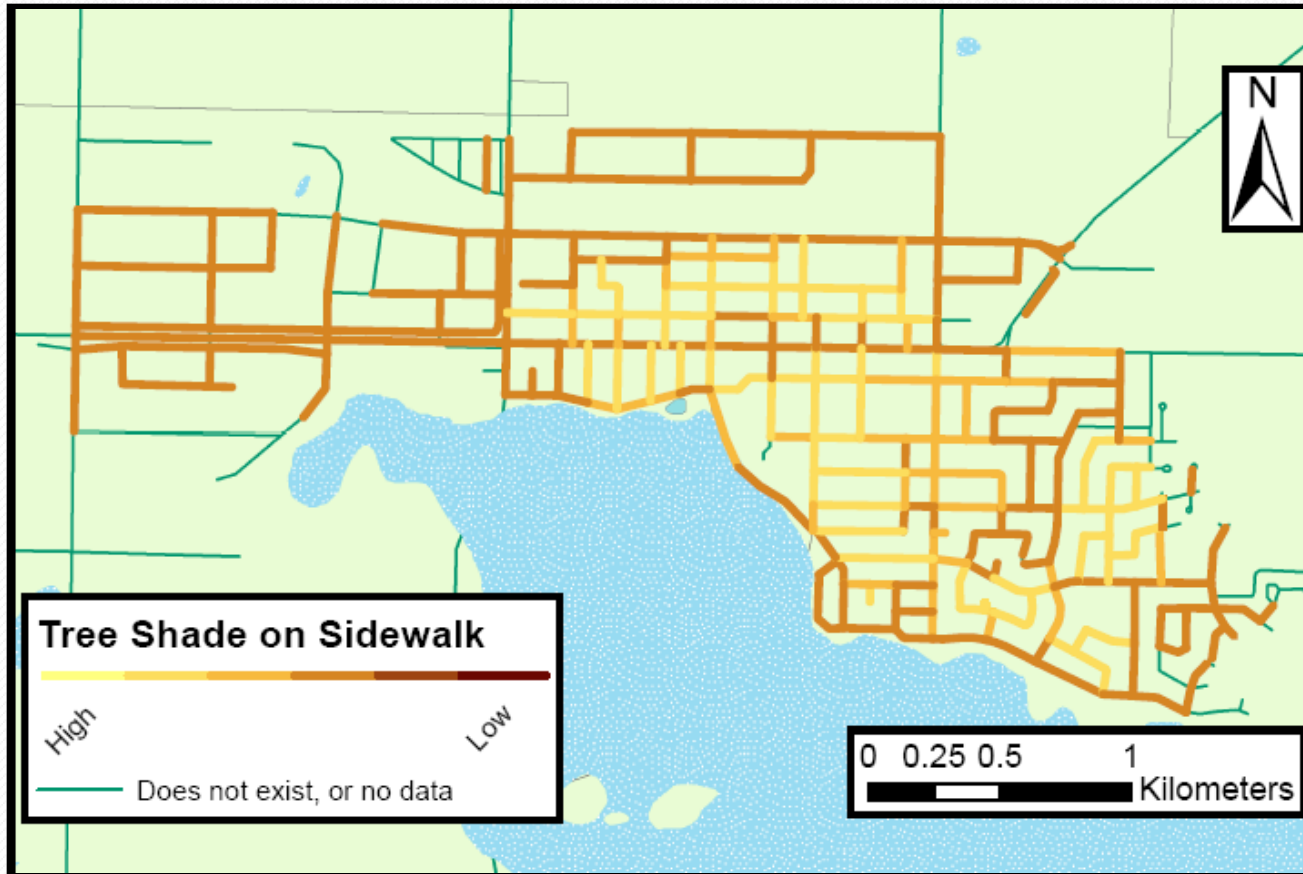 N
Tree Shade on Sidewalk
High
Low
Does not exist, or no data
0 0.25 0.5 1
Kilometers